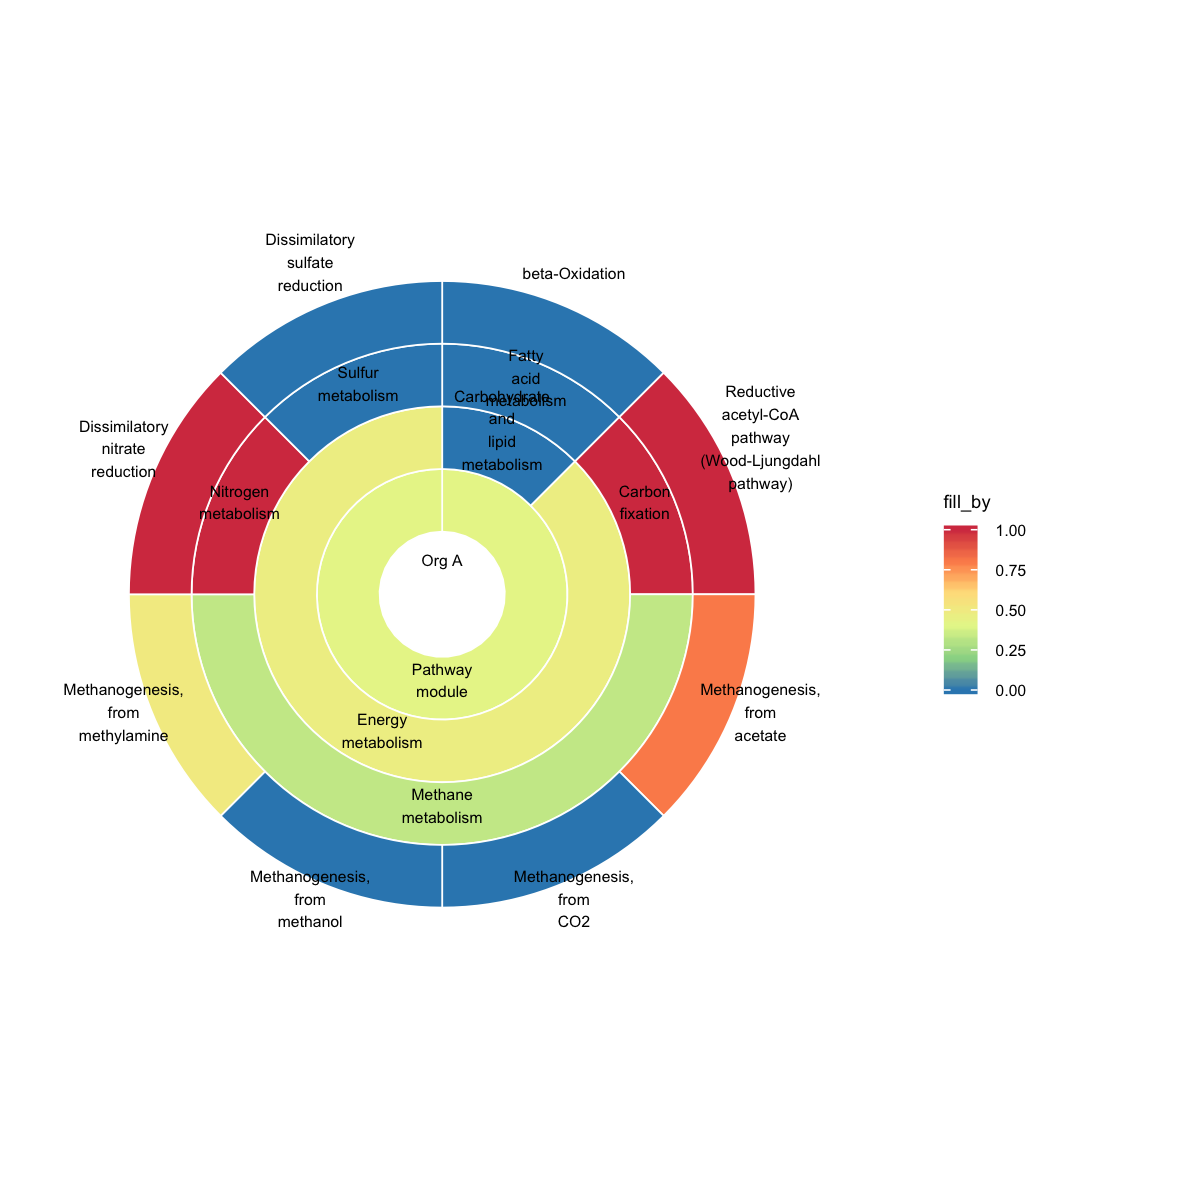 Dissimilatory
sulfate
reduction
beta-Oxidation
Fatty
acid
metabolism
Sulfur
metabolism
Carbohydrate
and
lipid
metabolism
Reductive
acetyl-CoA
pathway
(Wood-Ljungdahl
pathway)
Dissimilatory
nitrate
reduction
Nitrogen
metabolism
Carbon
fixation
fill_by
1.00
0.75
0.50
0.25
0.00
Org A
Pathway
module
Energy
metabolism
Methanogenesis,
from
methylamine
Methanogenesis,
from
acetate
Methane
metabolism
Methanogenesis,
from
methanol
Methanogenesis,
from
CO2